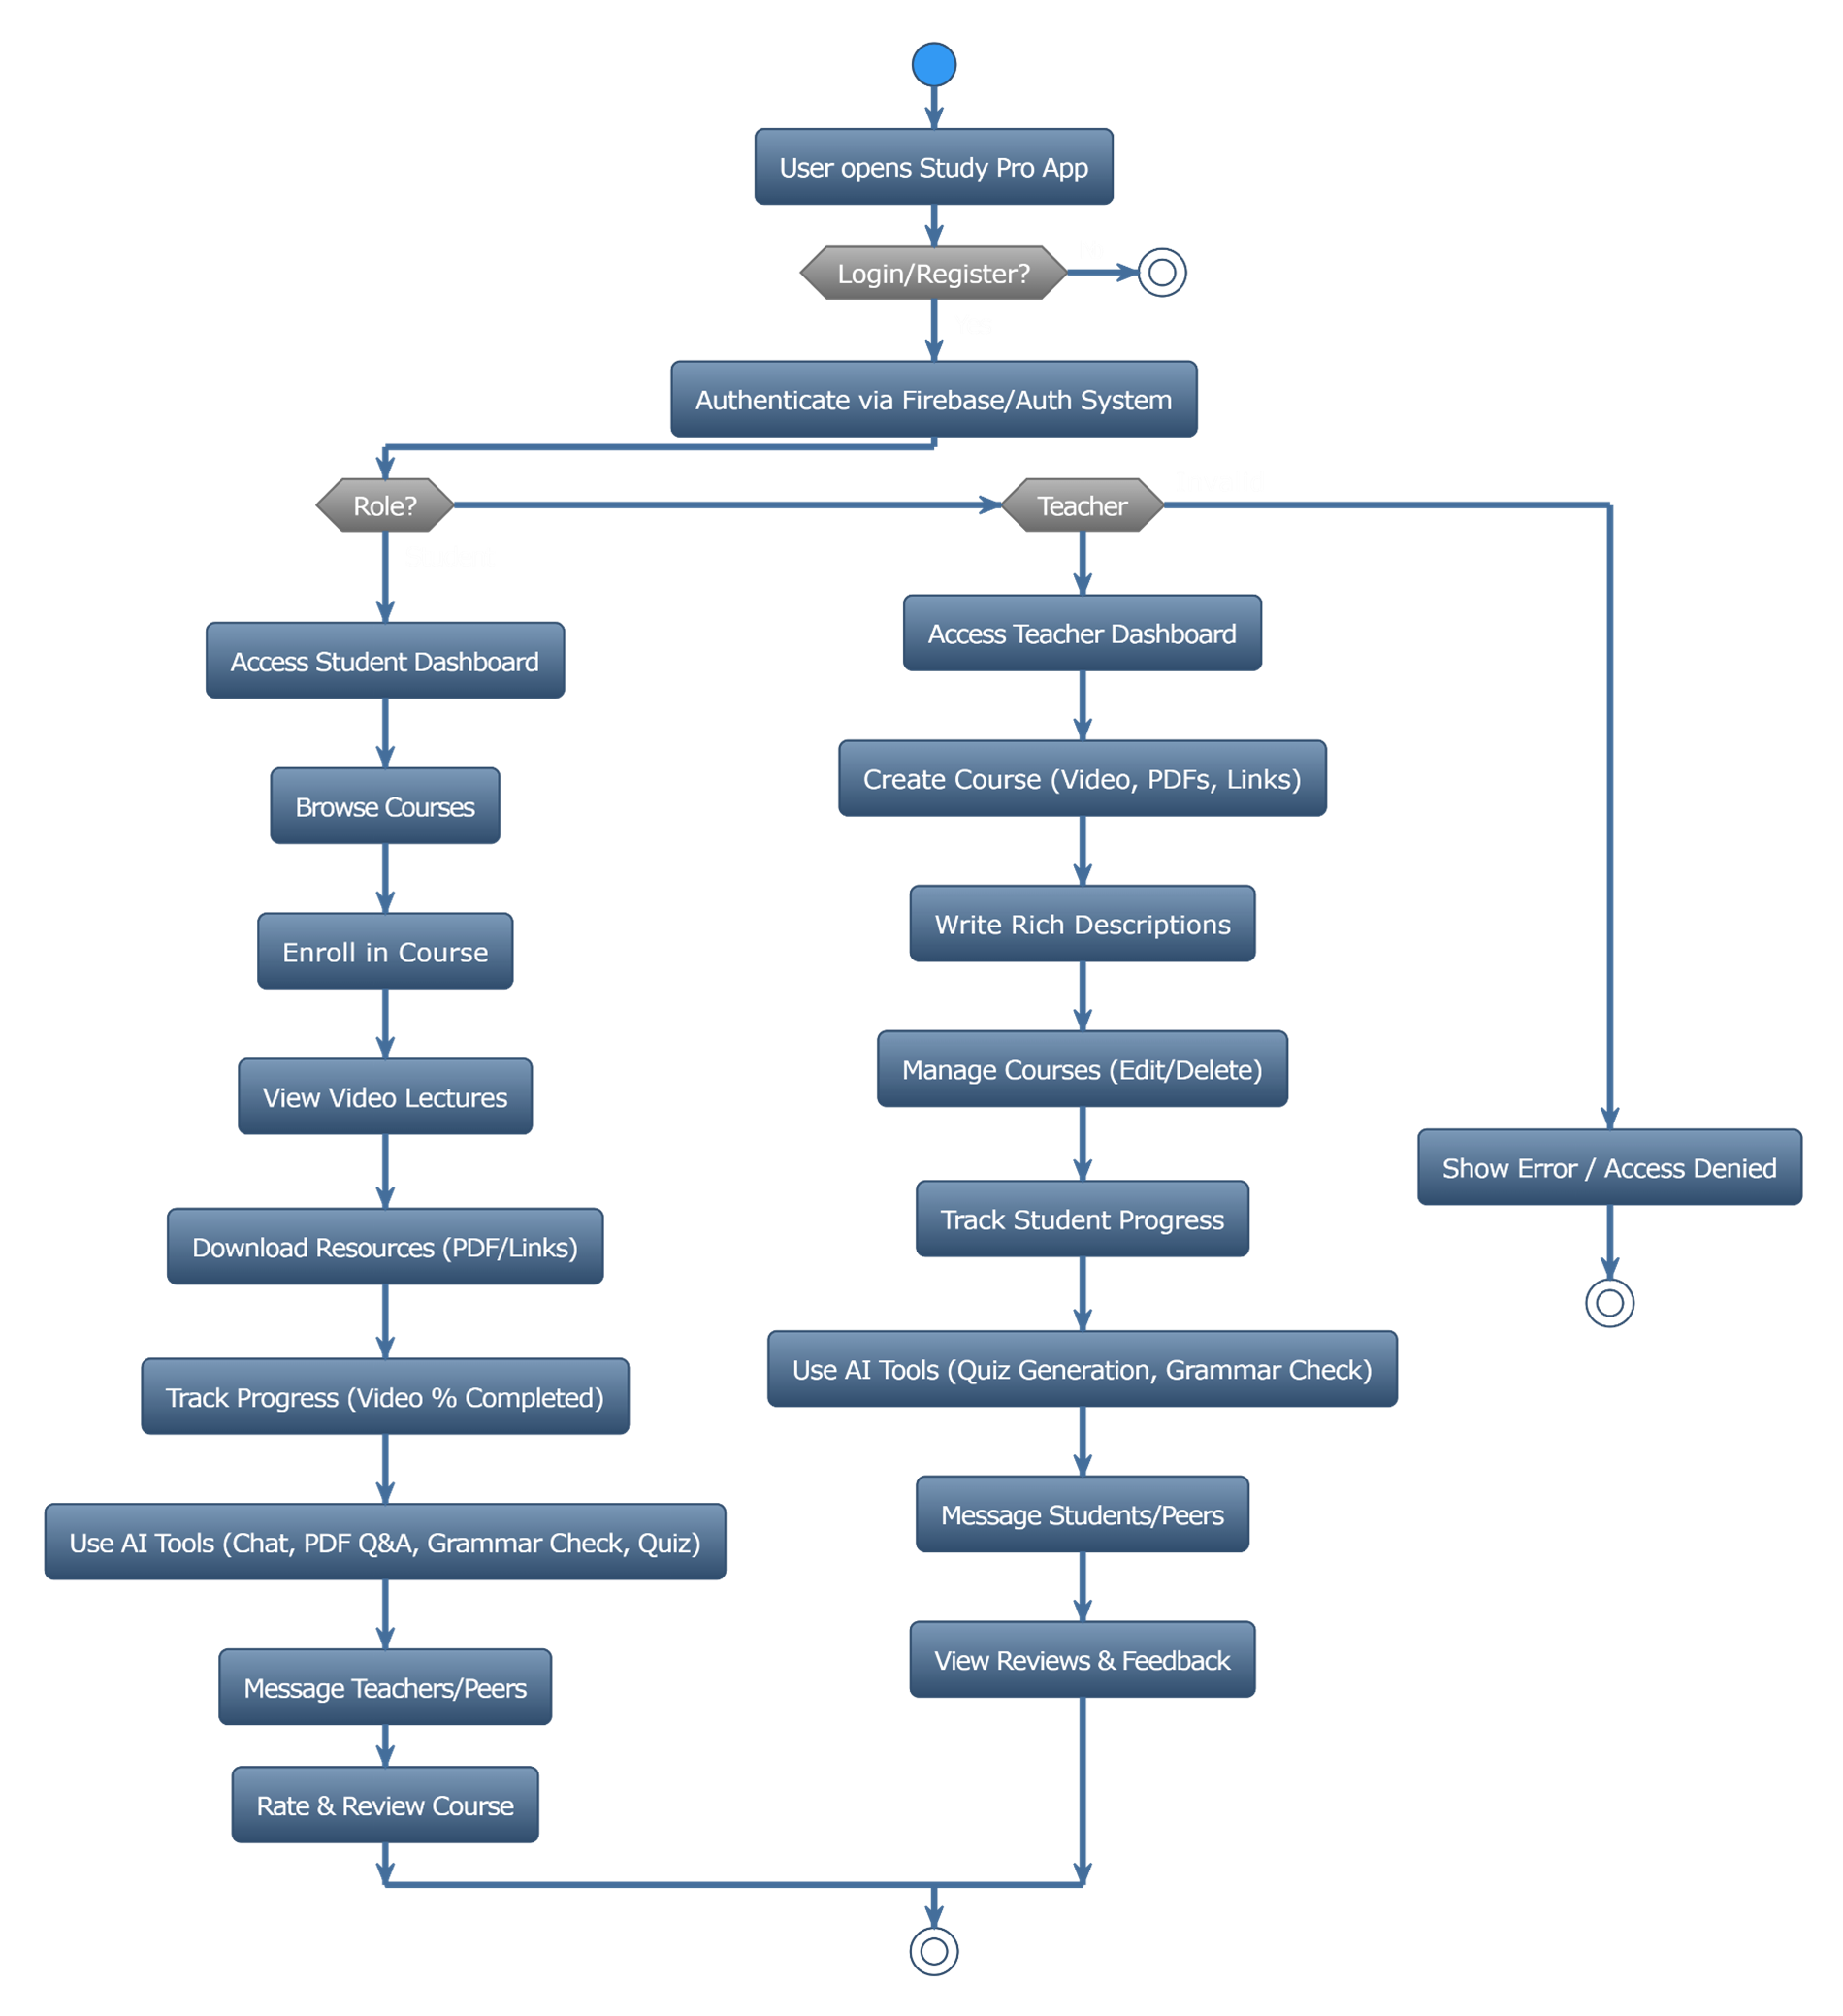 User opens Study Pro App
Login/Register?
Authenticate via Firebase/Auth System
Role?
Teacher
Access Student Dashboard
Access Teacher Dashboard
Browse Courses
Create Course (Video, PDFs, Links)
Enroll in Course
Write Rich Descriptions
View Video Lectures
Manage Courses (Edit/Delete)
Show Error / Access Denied
Download Resources (PDF/Links)
Track Student Progress
Track Progress (Video % Completed)
Use AI Tools (Quiz Generation, Grammar Check)
Use AI Tools (Chat, PDF Q&A, Grammar Check, Quiz)
Message Students/Peers
Message Teachers/Peers
View Reviews & Feedback
Rate & Review Course